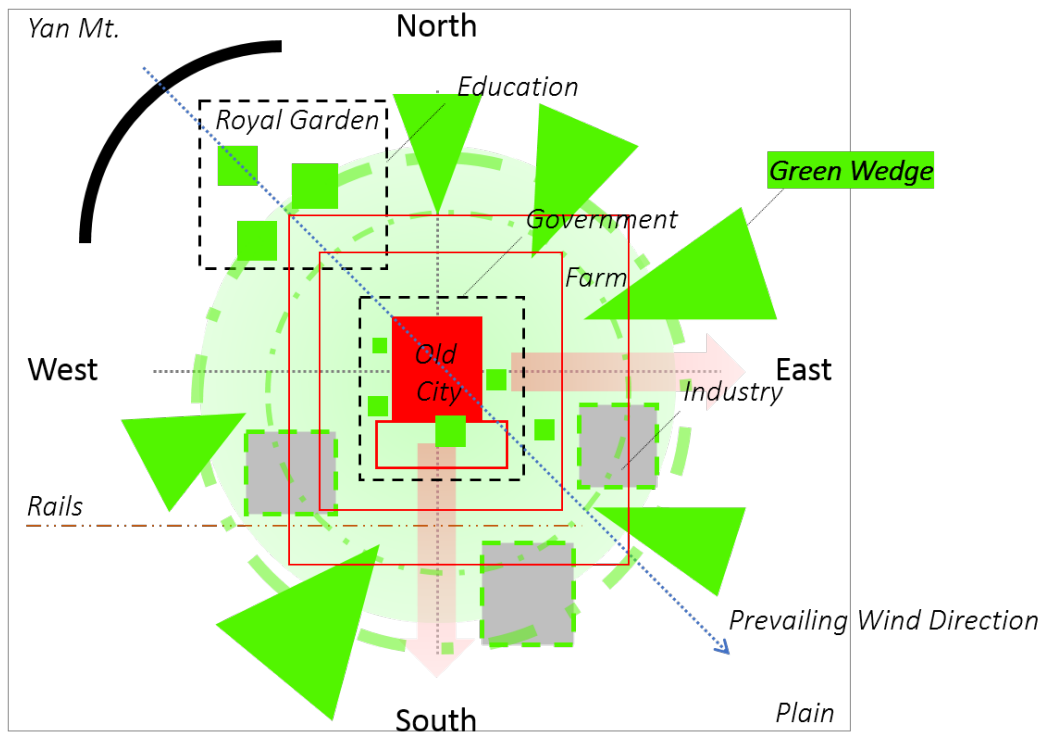 Yan Mt.
North
Education
Royal Garden
Green Wedge
Government
Farm
Old
City
West
East
Industry
Rails
Prevailing Wind Direction
South
Plain